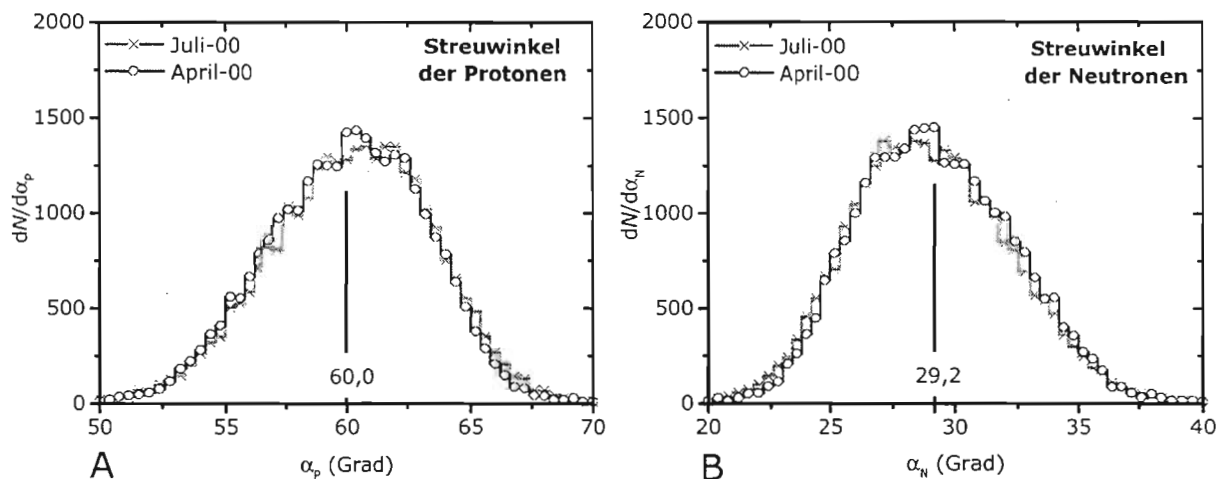 2000
1500
1000
500
0
dN/dαₚ
Juli-00
April-00
Streuwinkel
der Protonen
60,0
50 55 60 65 70
A
αₚ (Grad)
2000
1500
1000
500
0
dN/dα_N
Juli-00
April-00
Streuwinkel
der Neutronen
29,2
20 25 30 35 40
B
α_N (Grad)